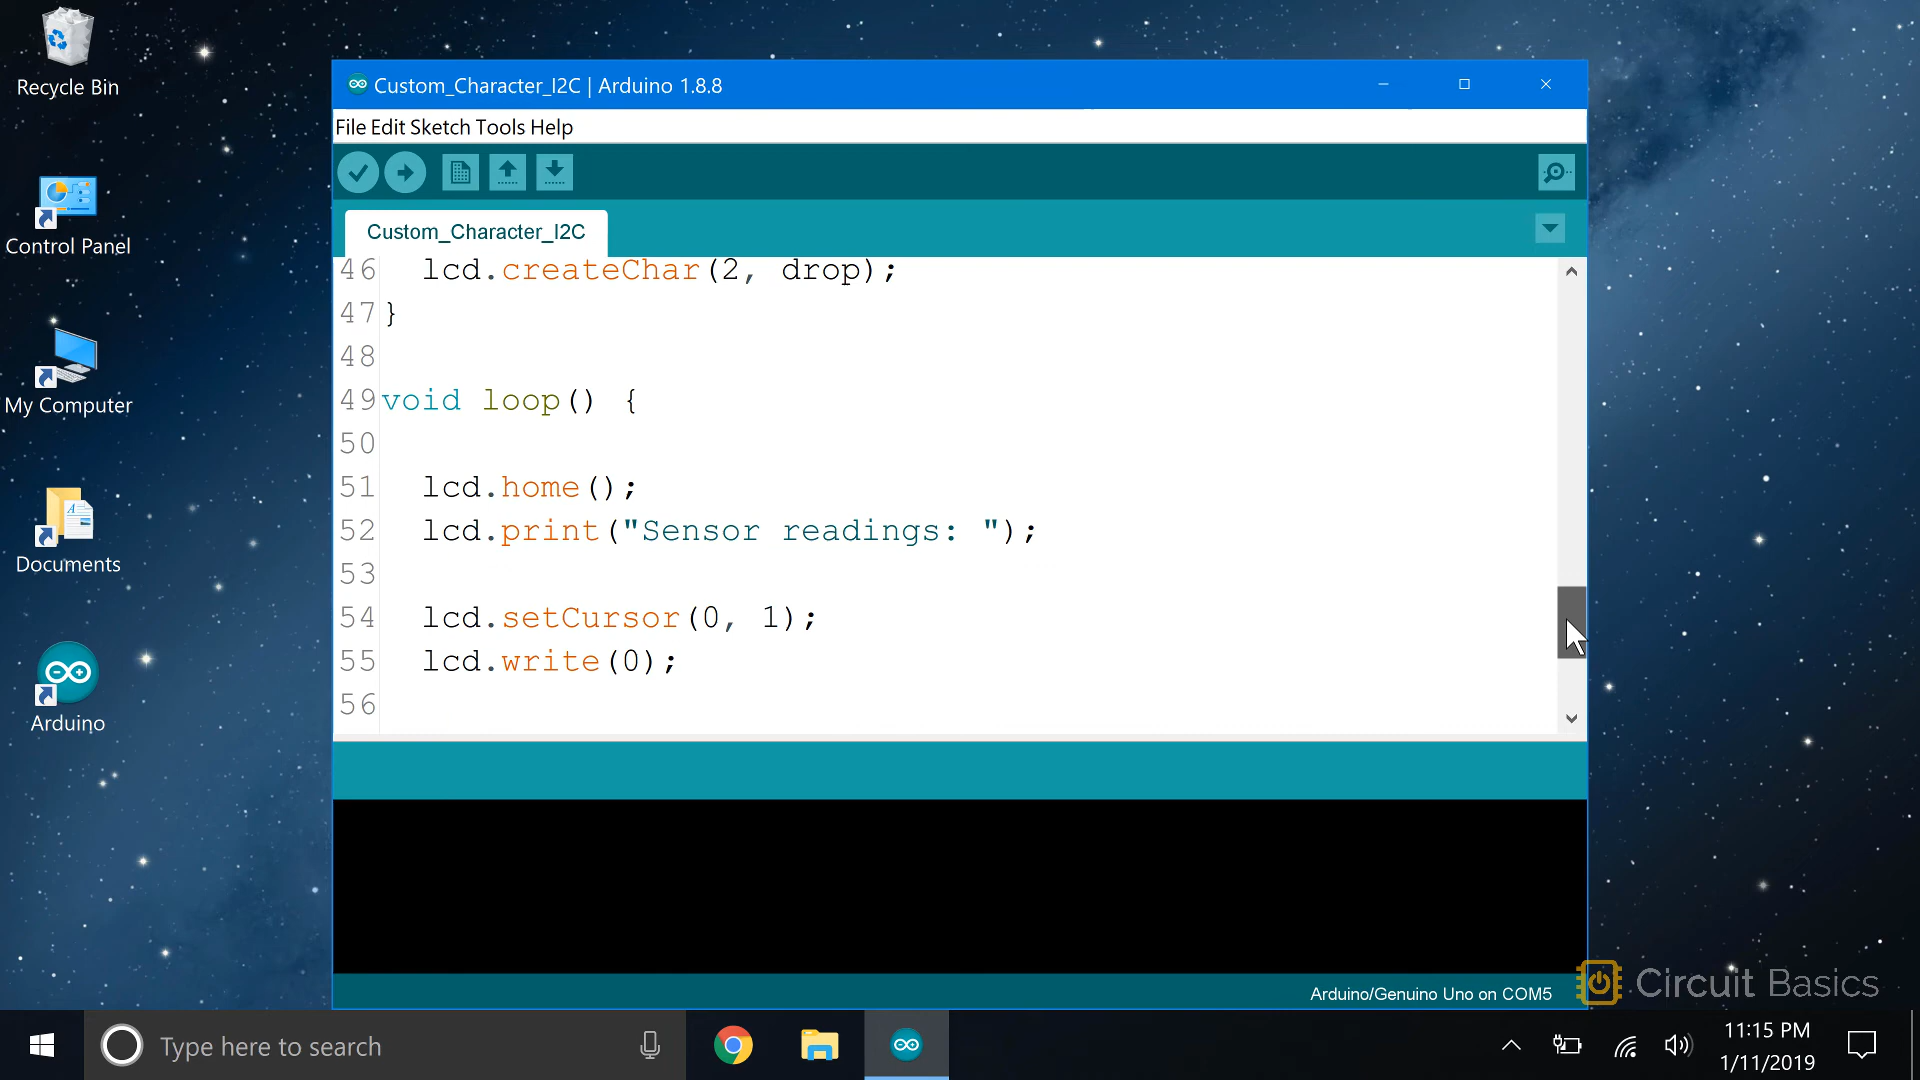 Recycle Bin
Control Panel
My Computer
Documents
Arduino
Custom_Character_I2C | Arduino 1.8.8
File Edit Sketch Tools Help
Custom_Character_I2C
46 lcd.createChar(2, drop);
47 }
48
49 void loop() {
50
51 lcd.home();
52 lcd.print("Sensor readings: ");
53
54 lcd.setCursor(0, 1);
55 lcd.write(0);
56
Arduino/Genuino Uno on COM5
Circuit Basics
Type here to search
11:15 PM
1/11/2019